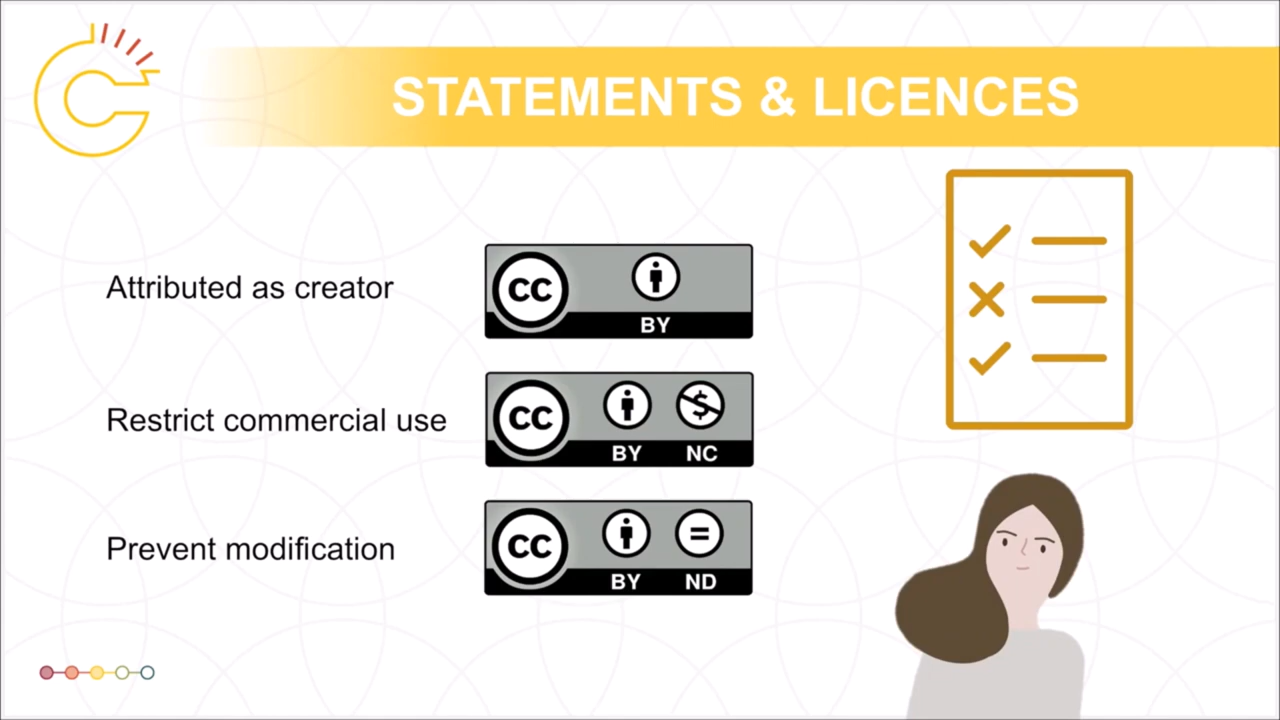 STATEMENTS & LICENCES
Attributed as creator
CC
BY
Restrict commercial use
CC
$
BY NC
Prevent modification
CC
=
BY ND